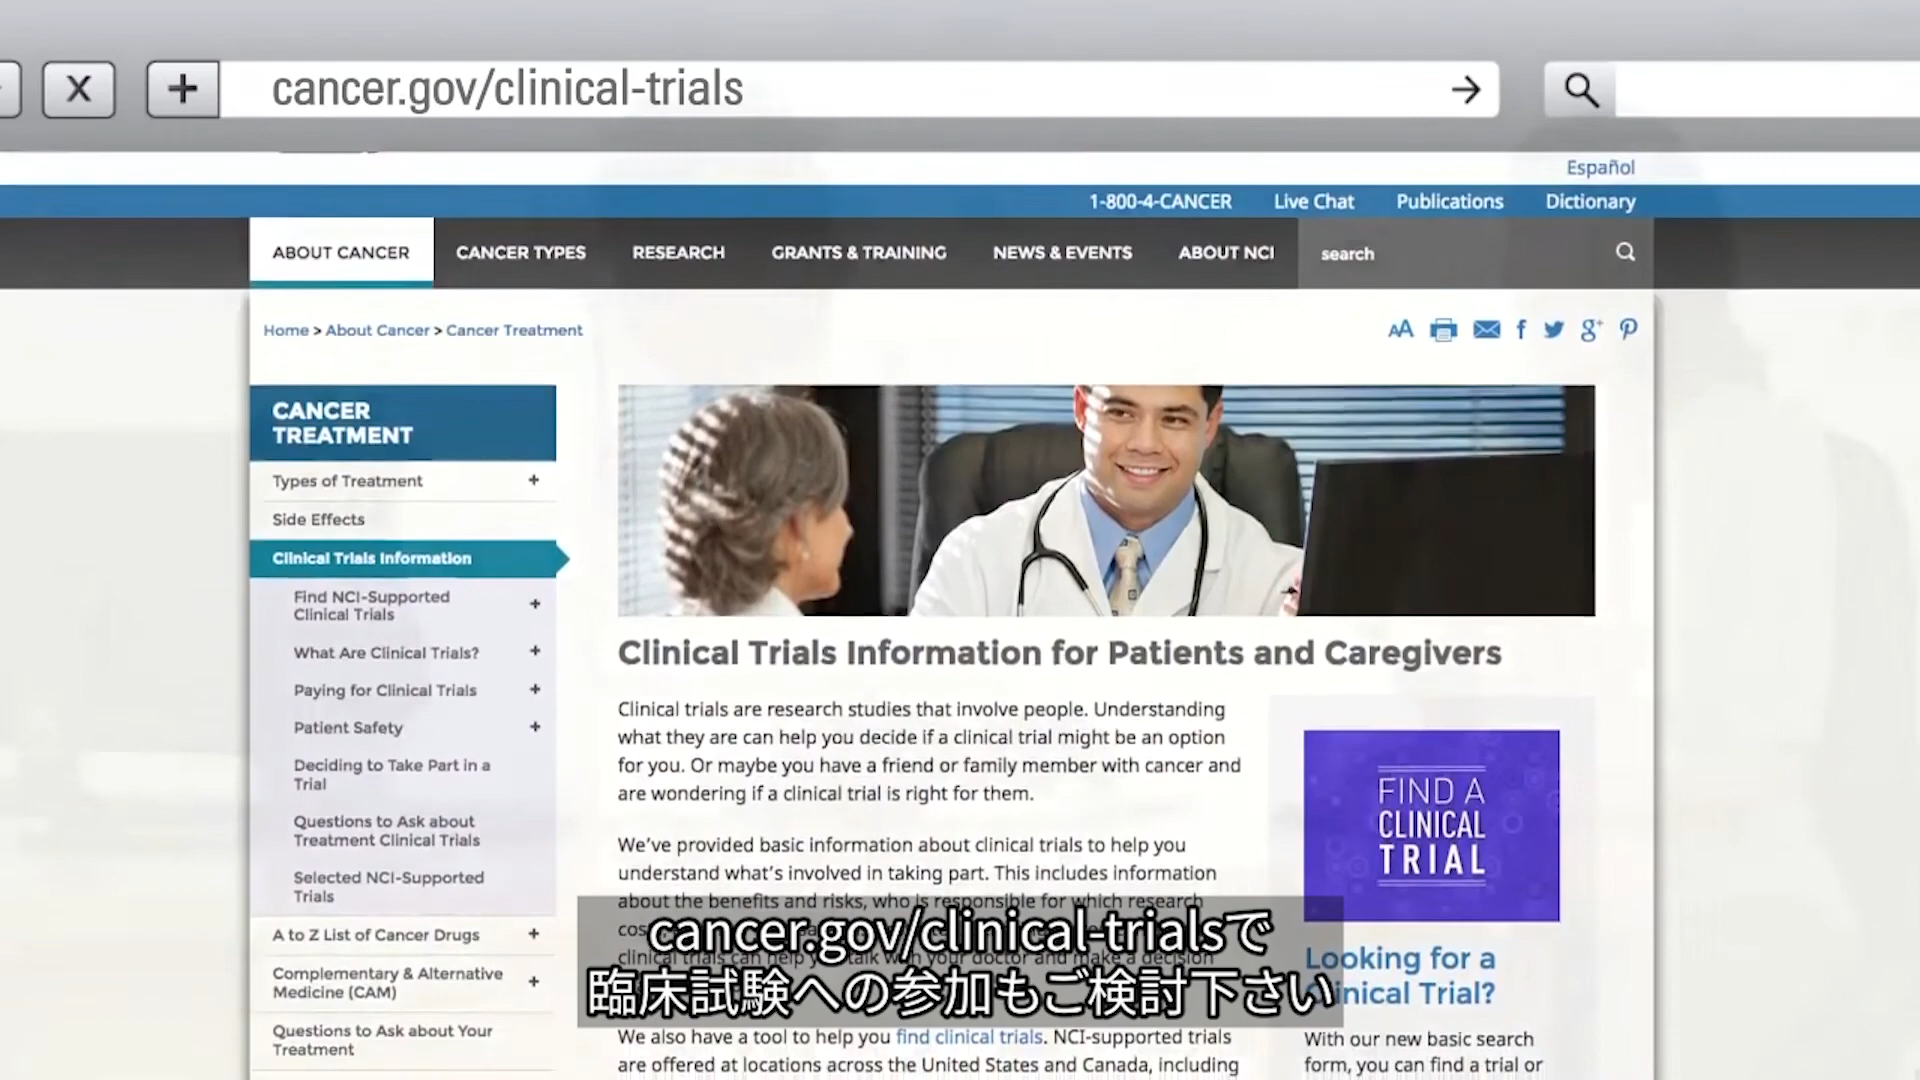 X
+
cancer.gov/clinical-trials
Español
1-800-4-CANCER Live Chat Publications Dictionary
ABOUT CANCER CANCER TYPES RESEARCH GRANTS & TRAINING NEWS & EVENTS ABOUT NCI search
Home > About Cancer > Cancer Treatment
CANCER
TREATMENT
Types of Treatment +
Side Effects
Clinical Trials Information
Find NCI-Supported
Clinical Trials +
What Are Clinical Trials? +
Paying for Clinical Trials +
Patient Safety +
Deciding to Take Part in a
Trial
Questions to Ask about
Treatment Clinical Trials
Selected NCI-Supported
Trials
A to Z List of Cancer Drugs +
Complementary & Alternative
Medicine (CAM) +
Questions to Ask about Your
Treatment
Clinical Trials Information for Patients and Caregivers
Clinical trials are research studies that involve people. Understanding
what they are can help you decide if a clinical trial might be an option
for you. Or maybe you have a friend or family member with cancer and
are wondering if a clinical trial is right for them.
We've provided basic information about clinical trials to help you
understand what's involved in taking part. This includes information
about the benefits and risks, who is responsible for which research
clinical trials can help talk with your doctor and make a decision
We also have a tool to help you find clinical trials. NCI-supported trials
are offered at locations across the United States and Canada, including
FIND A
CLINICAL
TRIAL
Looking for a
Clinical Trial?
With our new basic search
form, you can find a trial or
cancer.gov/clinical-trialsで
臨床試験への参加もご検討下さい